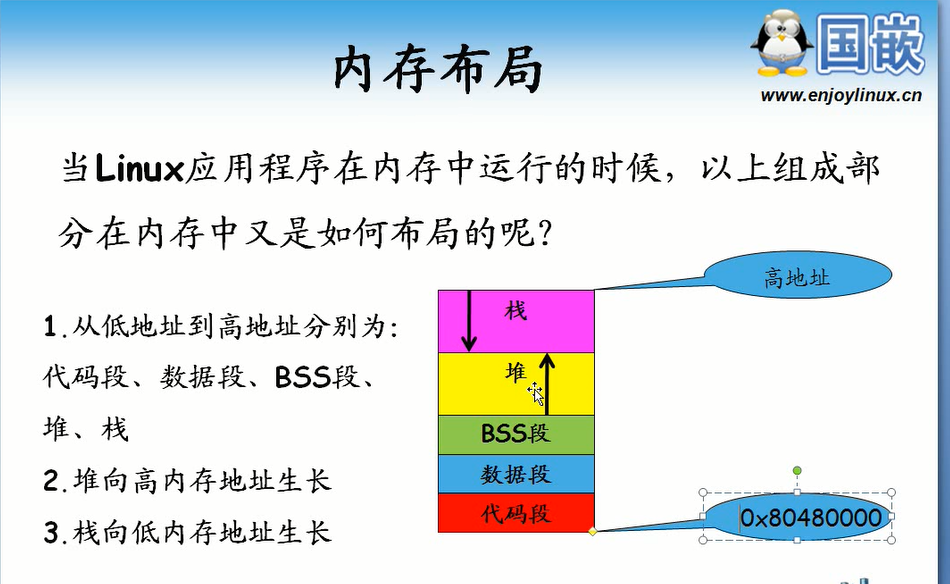 国嵌
www.enjoylinux.cn
内存布局
当Linux应用程序在内存中运行的时候，以上组成部
分在内存中又是如何布局的呢？
高地址
1.从低地址到高地址分别为：
代码段、数据段、BSS段、
堆、栈
2.堆向高内存地址生长
3.栈向低内存地址生长
栈
堆
BSS段
数据段
代码段
0x80480000